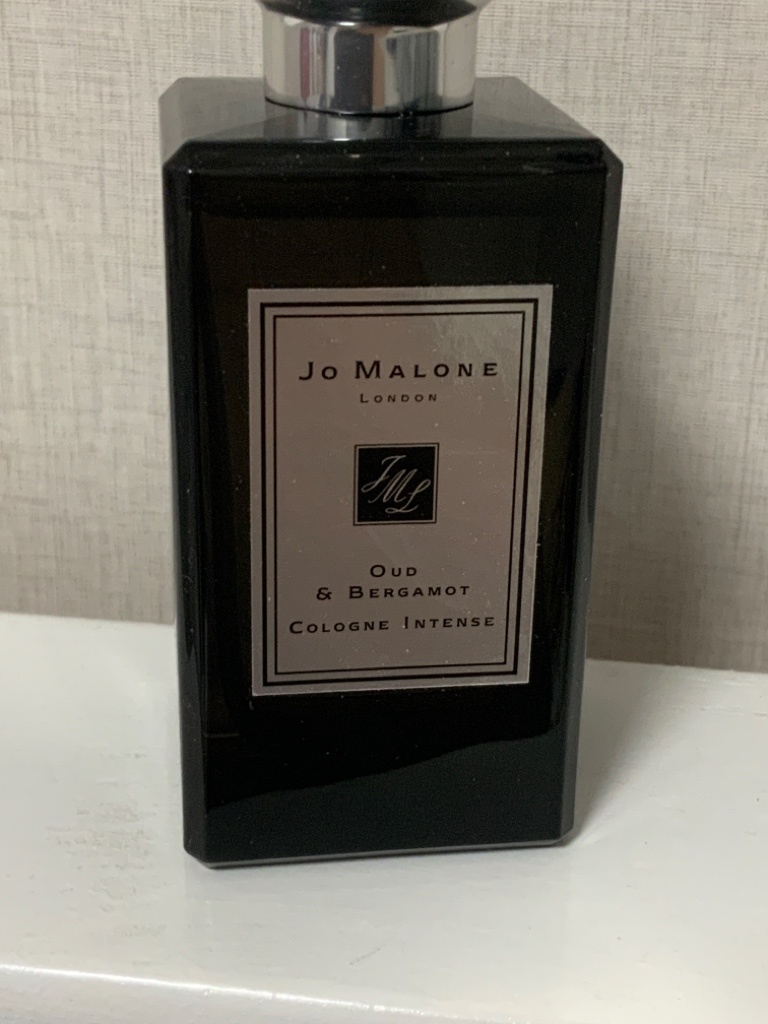 Jo Malone
London
JML
Oud
& Bergamot
Cologne Intense